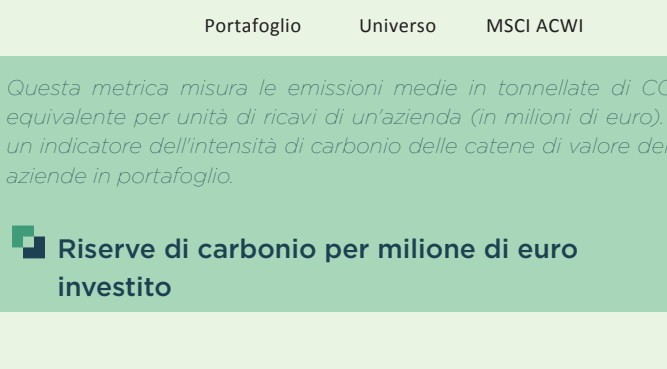 Portafoglio Universo MSCI ACWI
Questa metrica misura le emissioni medie in tonnellate di CO
equivalente per unità di ricavi di un'azienda (in milioni di euro).
un indicatore dell'intensità di carbonio delle catene di valore
aziende in portafoglio.
Riserve di carbonio per milione di euro
investito